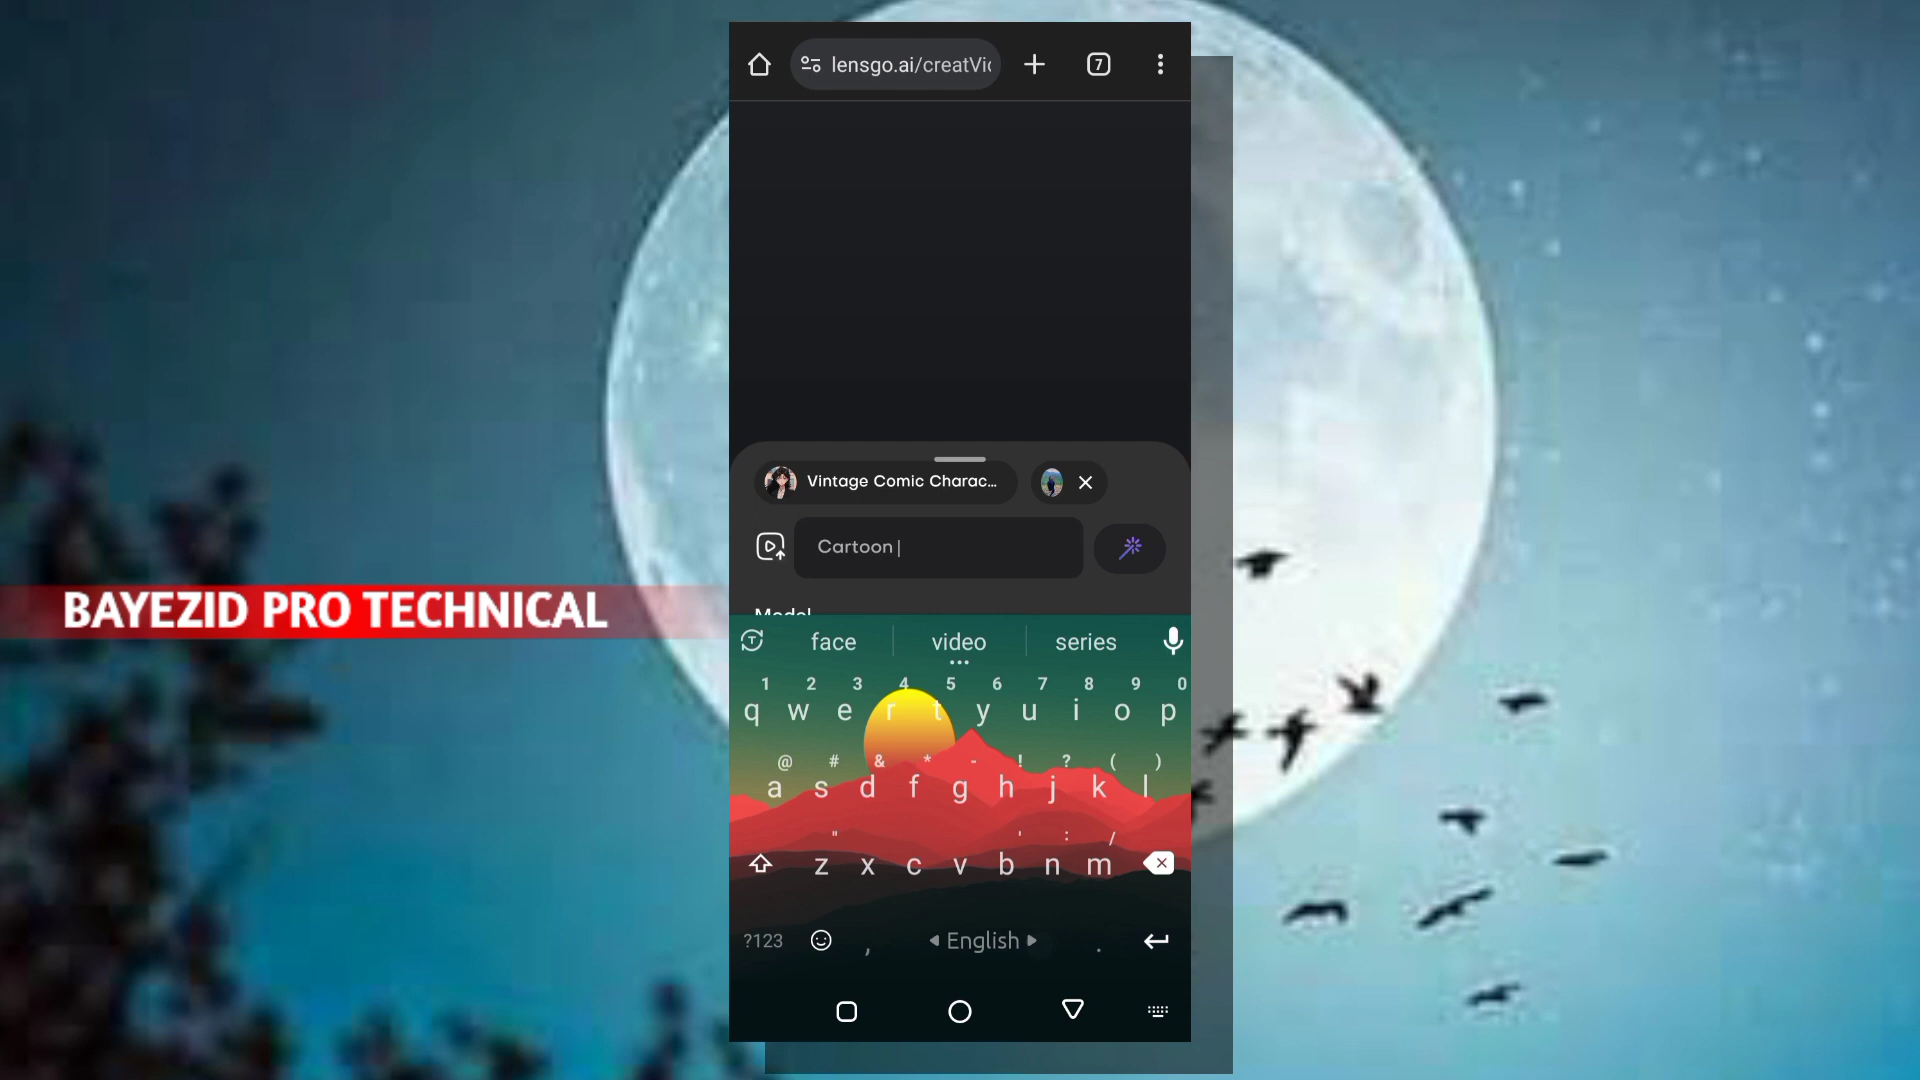 lensgo.ai/creatVi
7
Vintage Comic Charac...
Cartoon
Model
BAYEZID PRO TECHNICAL
face video series
1 2 3 4 5 6 7 8 9 0
q w e r t y u i o p
@ # & * - ! ? ( )
a s d f g h j k l
" ' : /
z x c v b n m
?123 , English .